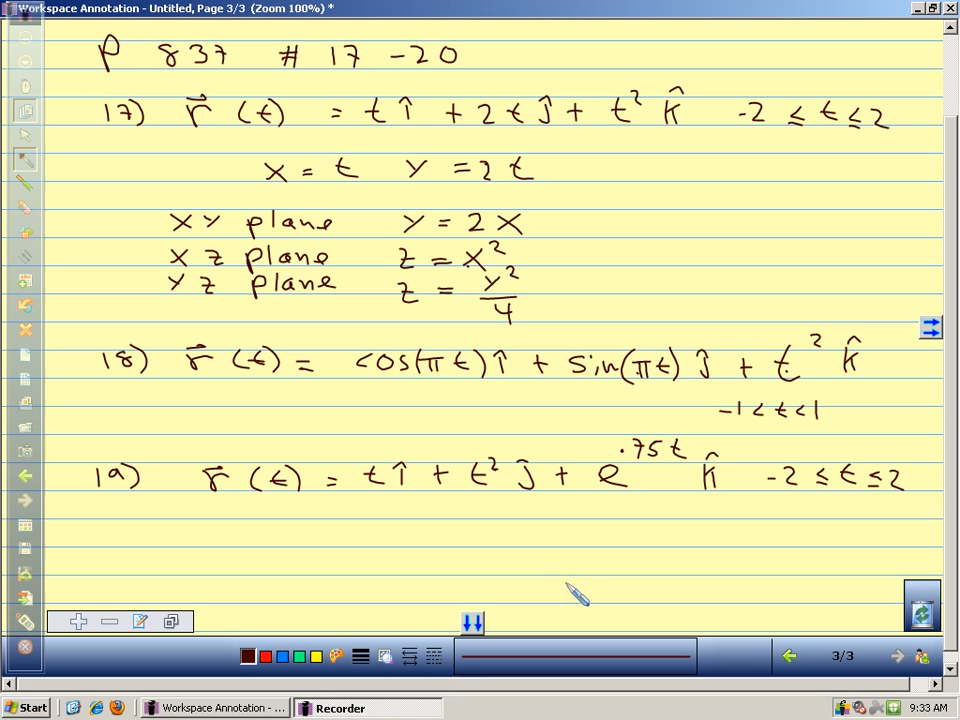 Workspace Annotation - Untitled, Page 3/3 (Zoom 100%) *
P 837 # 17 - 20
17) r⃗ (t) = t î + 2t ĵ + t² k̂ -2 ≤ t ≤ 2
x = t y = 2t
xy plane y = 2x
xz plane z = x²
yz plane z = y²/4
18) r⃗ (t) = cos(πt) î + sin(πt) ĵ + t² k̂
-1 < t < 1
19) r⃗ (t) = t î + t² ĵ + e^.75t k̂ -2 ≤ t ≤ 2
3/3
Start
Workspace Annotation - ...
Recorder
9:33 AM